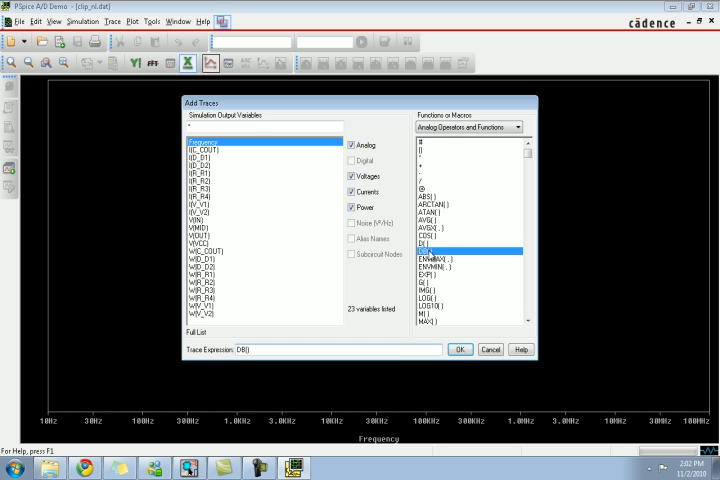 PSpice A/D Demo - [clip_nl.dat]
File Edit View Simulation Trace Plot Tools Window Help
cādence
Add Traces
Simulation Output Variables
*
Frequency
I(C_COUT)
I(D_D1)
I(D_D2)
I(R_R1)
I(R_R2)
I(R_R3)
I(R_R4)
I(V_V1)
I(V_V2)
V(IN)
V(MID)
V(OUT)
V(VCC)
W(C_COUT)
W(D_D1)
W(D_D2)
W(R_R1)
W(R_R2)
W(R_R3)
W(R_R4)
W(V_V1)
W(V_V2)
Full List
Analog
Digital
Voltages
Currents
Power
Noise (V²/Hz)
Alias Names
Subcircuit Nodes
23 variables listed
Functions or Macros
Analog Operators and Functions
#
()
*
+
-
/
@
ABS( )
ARCTAN( )
ATAN( )
AVG( )
AVGX( , )
COS( )
D( )
ENVMAX( , )
ENVMIN( , )
EXP( )
G( )
IMG( )
LOG( )
LOG10( )
M( )
MAX( )
Trace Expression: DB()
OK Cancel Help
10Hz 30Hz 100Hz 300Hz 1.0KHz 3.0KHz 10KHz 30KHz 100KHz 300KHz 1.0MHz 3.0MHz 10MHz 30MHz 100MHz
Frequency
For Help, press F1
2:02 PM
11/2/2010